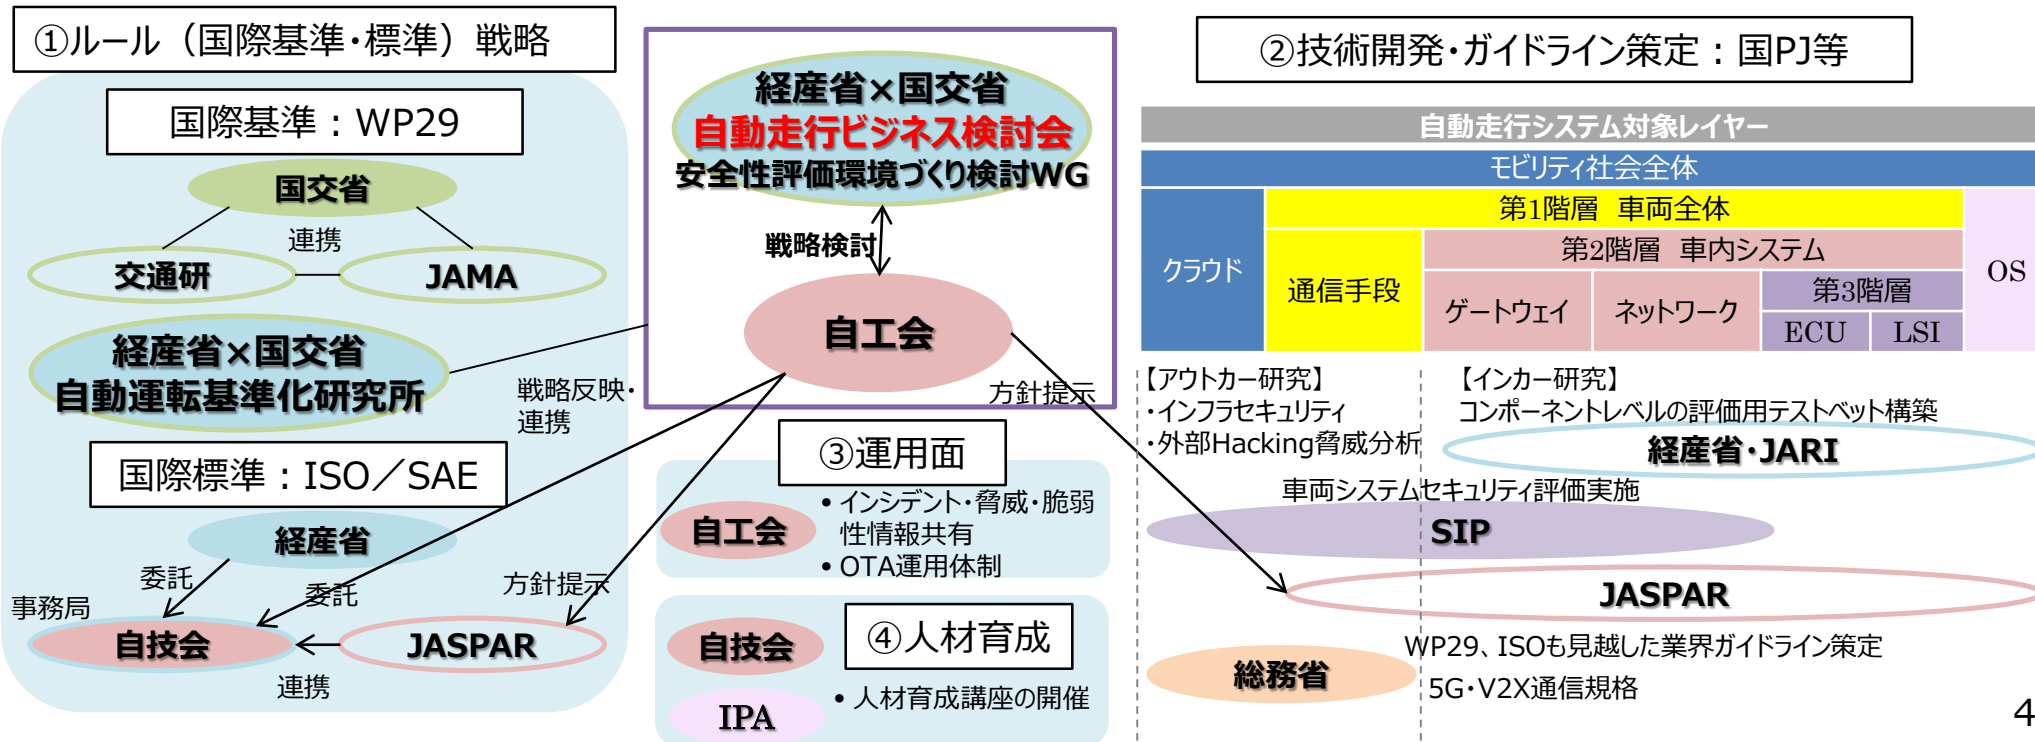 ①ルール（国際基準・標準）戦略
国際基準：WP29
国交省
連携
交通研
JAMA
経産省×国交省
自動運転基準化研究所
戦略反映・
連携
国際標準：ISO／SAE
経産省
委託
委託
方針提示
事務局
自技会
JASPAR
連携
経産省×国交省
自動走行ビジネス検討会
安全性評価環境づくり検討WG
戦略検討
自工会
方針提示
③運用面
自工会
• インシデント・脅威・脆弱
性情報共有
• OTA運用体制
④人材育成
自技会
IPA
• 人材育成講座の開催
②技術開発・ガイドライン策定：国PJ等
自動走行システム対象レイヤー
モビリティ社会全体
クラウド
第1階層 車両全体
OS
通信手段
第2階層 車内システム
ゲートウェイ
ネットワーク
第3階層
ECU
LSI
【アウトカー研究】
・インフラセキュリティ
・外部Hacking脅威分析
【インカー研究】
コンポーネントレベルの評価用テストベット構築
経産省・JARI
車両システムセキュリティ評価実施
SIP
JASPAR
WP29、ISOも見越した業界ガイドライン策定
総務省
5G・V2X通信規格
4